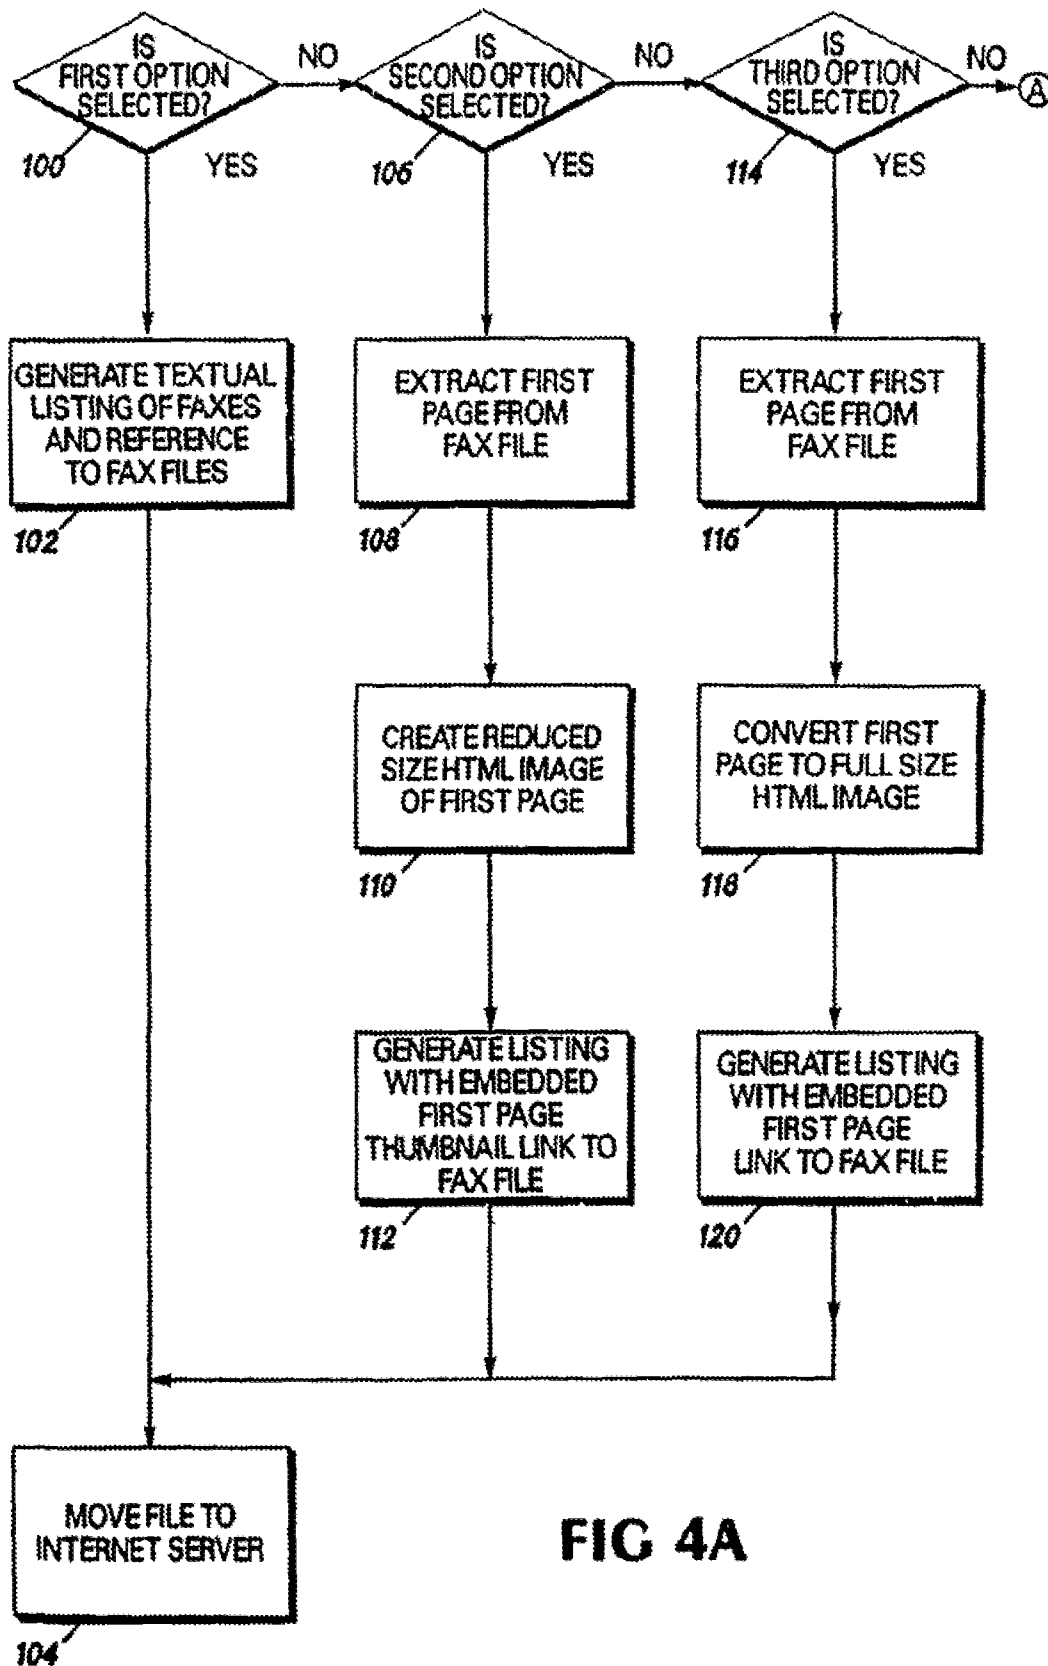 IS
FIRST OPTION
SELECTED?
NO
IS
SECOND OPTION
SELECTED?
NO
IS
THIRD OPTION
SELECTED?
NO
A
100
YES
106
YES
114
YES
GENERATE TEXTUAL
LISTING OF FAXES
AND REFERENCE
TO FAX FILES
102
EXTRACT FIRST
PAGE FROM
FAX FILE
108
EXTRACT FIRST
PAGE FROM
FAX FILE
116
CREATE REDUCED
SIZE HTML IMAGE
OF FIRST PAGE
110
CONVERT FIRST
PAGE TO FULL SIZE
HTML IMAGE
118
GENERATE LISTING
WITH EMBEDDED
FIRST PAGE
THUMBNAIL LINK TO
FAX FILE
112
GENERATE LISTING
WITH EMBEDDED
FIRST PAGE
LINK TO FAX FILE
120
MOVE FILE TO
INTERNET SERVER
104
FIG 4A